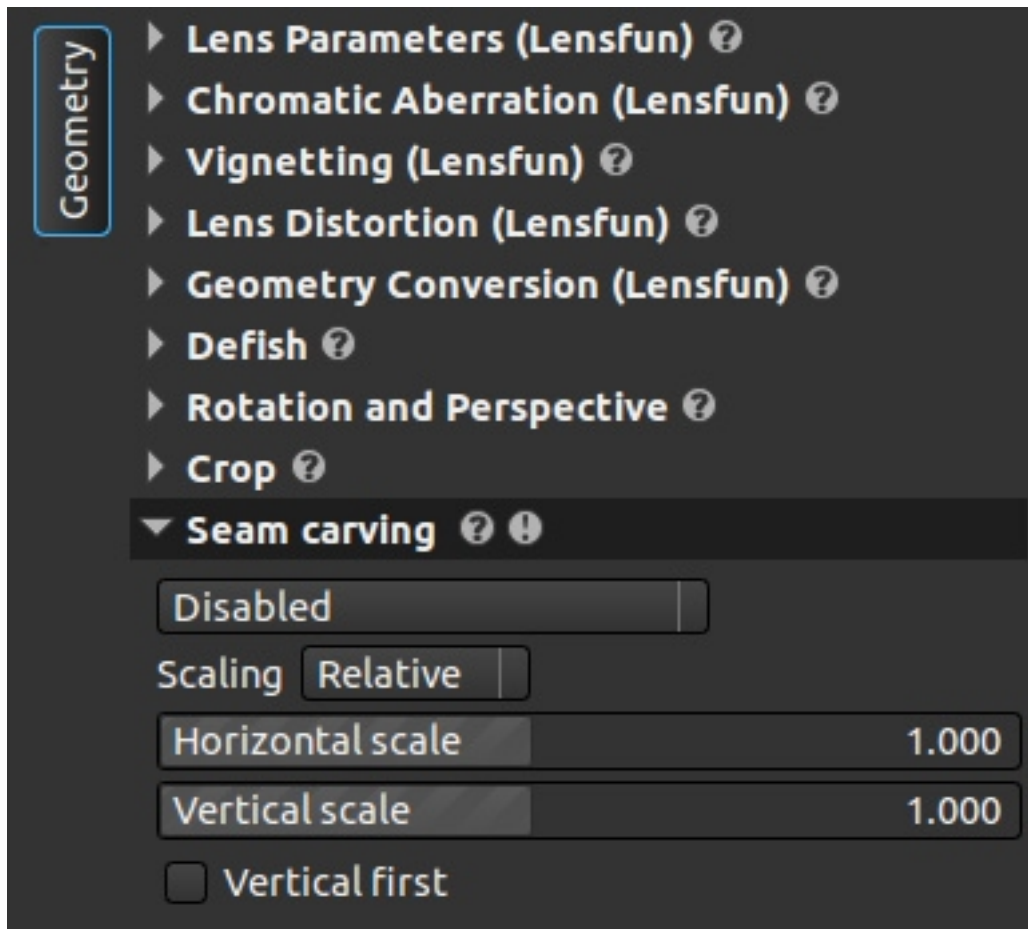 Geometry
Lens Parameters (Lensfun) ?
Chromatic Aberration (Lensfun) ?
Vignetting (Lensfun) ?
Lens Distortion (Lensfun) ?
Geometry Conversion (Lensfun) ?
Defish ?
Rotation and Perspective ?
Crop ?
Seam carving ? !
Disabled
Scaling Relative
Horizontal scale 1.000
Vertical scale 1.000
Vertical first